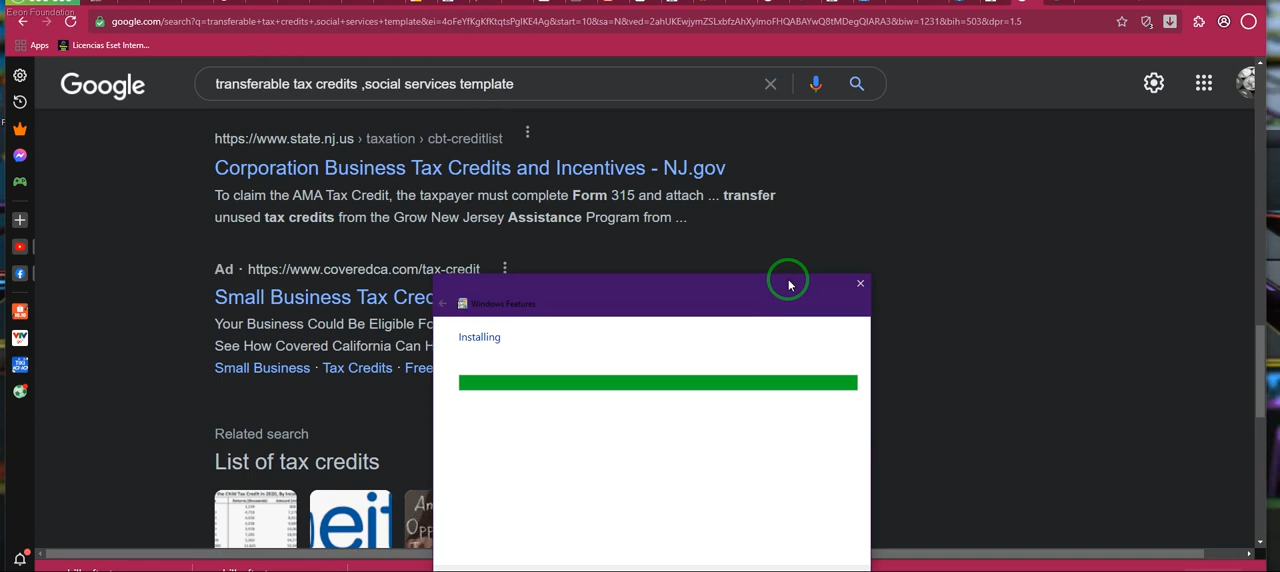 Eeon Foundation
google.com/search?q=transferable+tax+credits+,social+services+template&ei=4oFeYfKgKfKtqtsPgIKE4Ag&start=10&sa=N&ved=2ahUKEwjymZSLxbfzAhXylmoFHQABAYwQ8tMDegQIARA3&biw=1231&bih=503&dpr=1.5
Apps Licencias Eset Intern...
Google
transferable tax credits ,social services template
https://www.state.nj.us › taxation › cbt-creditlist
Corporation Business Tax Credits and Incentives - NJ.gov
To claim the AMA Tax Credit, the taxpayer must complete Form 315 and attach ... transfer
unused tax credits from the Grow New Jersey Assistance Program from ...
Ad · https://www.coveredca.com/tax-credit
Small Business Tax Cred
Your Business Could Be Eligible Fo
See How Covered California Can H
Small Business · Tax Credits · Free
Windows Features
Installing
Related search
List of tax credits